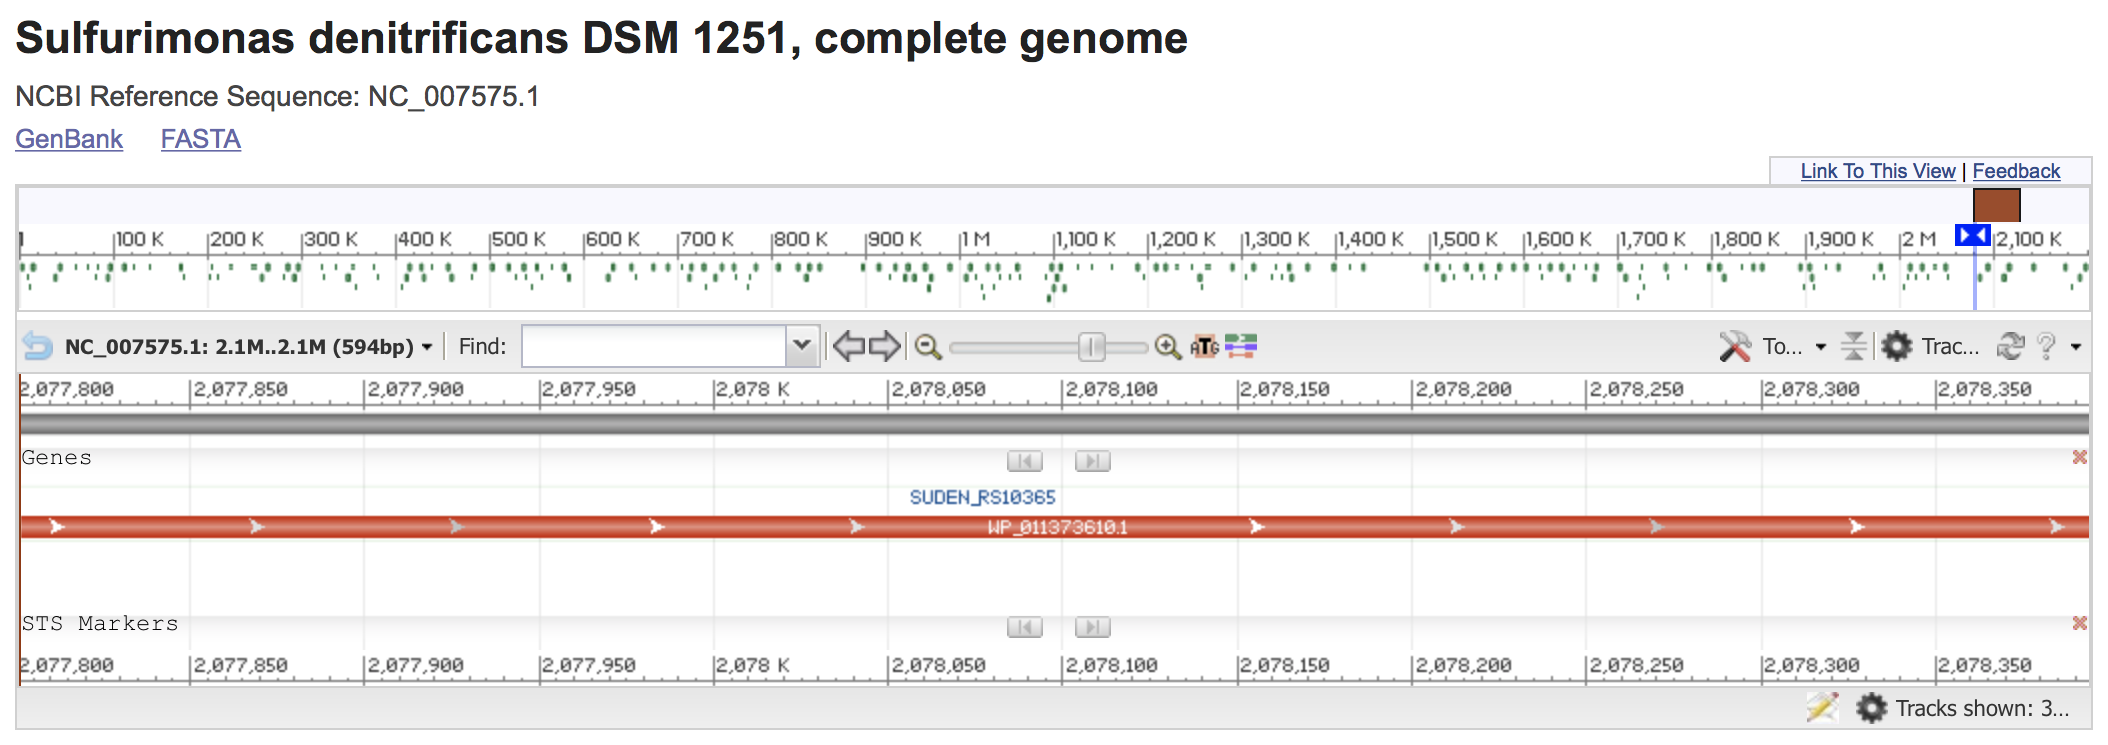 Sulfurimonas denitrificans DSM 1251, complete genome
NCBI Reference Sequence: NC_007575.1
GenBank FASTA
Link To This View | Feedback
1 100 K 200 K 300 K 400 K 500 K 600 K 700 K 800 K 900 K 1 M 1,100 K 1,200 K 1,300 K 1,400 K 1,500 K 1,600 K 1,700 K 1,800 K 1,900 K 2 M 2,100 K
NC_007575.1: 2.1M..2.1M (594bp) Find: ATG To... Trac... ?
2,077,800 2,077,850 2,077,900 2,077,950 2,078 K 2,078,050 2,078,100 2,078,150 2,078,200 2,078,250 2,078,300 2,078,350
Genes
SUDEN_RS10365
WP_011373610.1
STS Markers
2,077,800 2,077,850 2,077,900 2,077,950 2,078 K 2,078,050 2,078,100 2,078,150 2,078,200 2,078,250 2,078,300 2,078,350
Tracks shown: 3...